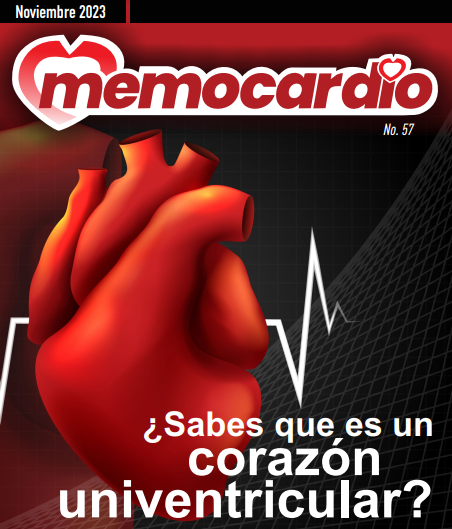 Noviembre 2023
memocardio
No. 57
¿Sabes que es un
corazón
univentricular?